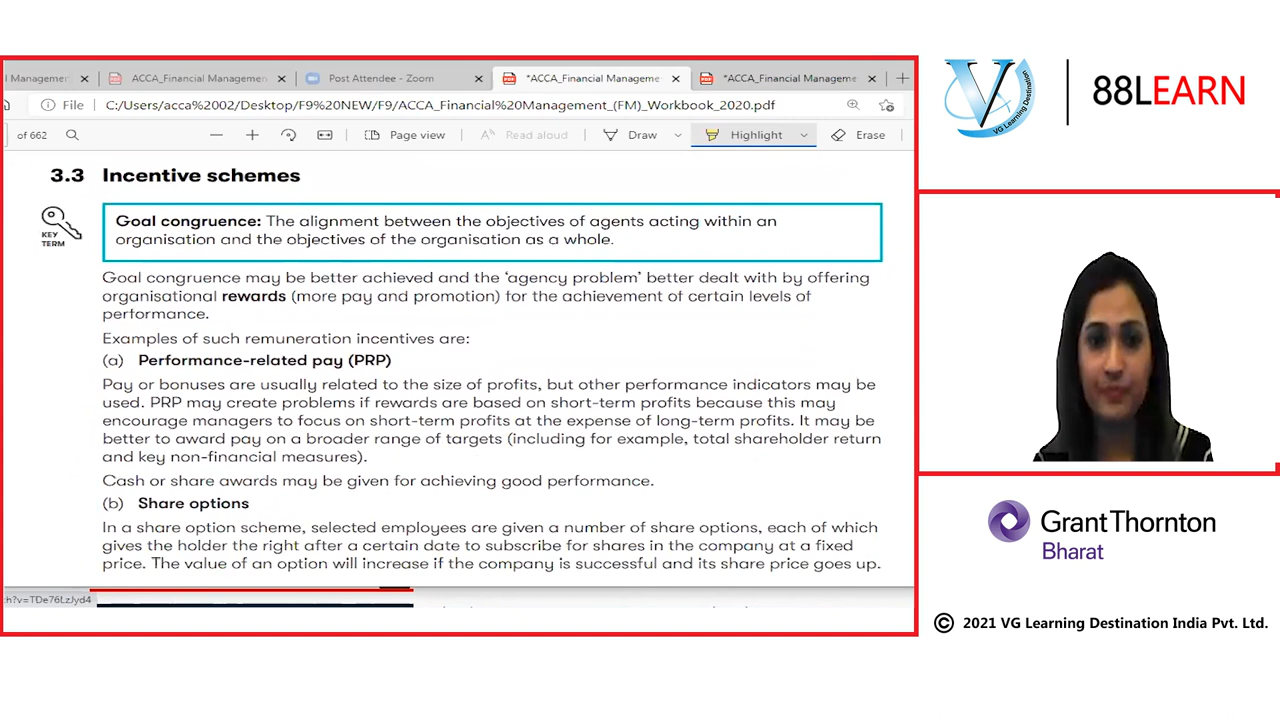 l Managemen
ACCA_Financial Managemen
Post Attendee - Zoom
*ACCA_Financial Manageme
*ACCA_Financial Manageme
File
C:/Users/acca%2002/Desktop/F9%20NEW/F9/ACCA_Financial%20Management_(FM)_Workbook_2020.pdf
of 662
Page view
Read aloud
Draw
Highlight
Erase
3.3 Incentive schemes
KEY
TERM
Goal congruence: The alignment between the objectives of agents acting within an
organisation and the objectives of the organisation as a whole.
Goal congruence may be better achieved and the ‘agency problem’ better dealt with by offering
organisational rewards (more pay and promotion) for the achievement of certain levels of
performance.
Examples of such remuneration incentives are:
(a) Performance-related pay (PRP)
Pay or bonuses are usually related to the size of profits, but other performance indicators may be
used. PRP may create problems if rewards are based on short-term profits because this may
encourage managers to focus on short-term profits at the expense of long-term profits. It may be
better to award pay on a broader range of targets (including for example, total shareholder return
and key non-financial measures).
Cash or share awards may be given for achieving good performance.
(b) Share options
In a share option scheme, selected employees are given a number of share options, each of which
gives the holder the right after a certain date to subscribe for shares in the company at a fixed
price. The value of an option will increase if the company is successful and its share price goes up.
ch?v=TDe76LzJyd4
V
VG Learning Destination
88LEARN
Grant Thornton
Bharat
© 2021 VG Learning Destination India Pvt. Ltd.